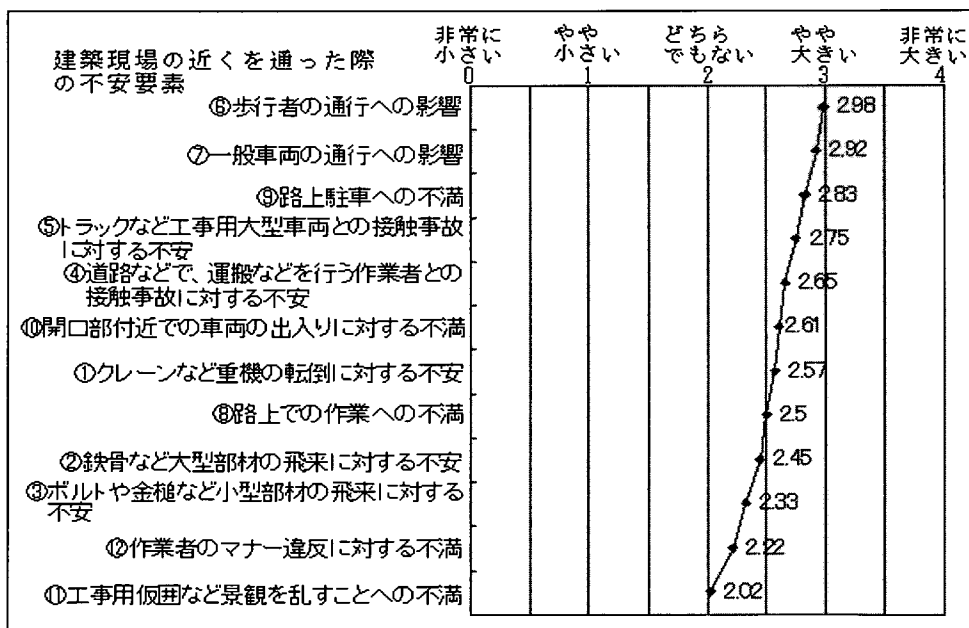 非常に やや どちら やや 非常に
小さい 小さい でもない 大きい 大きい
0 1 2 3 4
建築現場の近くを通った際
の不安要素
⑥歩行者の通行への影響 2.98
⑦一般車両の通行への影響 2.92
⑨路上駐車への不満 2.83
⑤トラックなど工事用大型車両との接触事故
に対する不安 2.75
④道路などで、運搬などを行う作業者との
接触事故に対する不安 2.65
⑩開口部付近での車両の出入りに対する不満 2.61
①クレーンなど重機の転倒に対する不安 2.57
⑧路上での作業への不満 2.5
②鉄骨など大型部材の飛来に対する不安 2.45
③ボルトや金槌など小型部材の飛来に対する
不安 2.33
⑫作業者のマナー違反に対する不満 2.22
⑪工事用仮囲など景観を乱すことへの不満 2.02